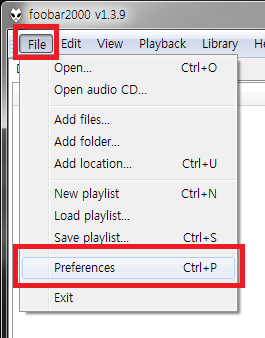 foobar2000 v1.3.9
File Edit View Playback Library
Open... Ctrl+O
Open audio CD...
Add files...
Add folder...
Add location... Ctrl+U
New playlist Ctrl+N
Load playlist...
Save playlist... Ctrl+S
Preferences Ctrl+P
Exit